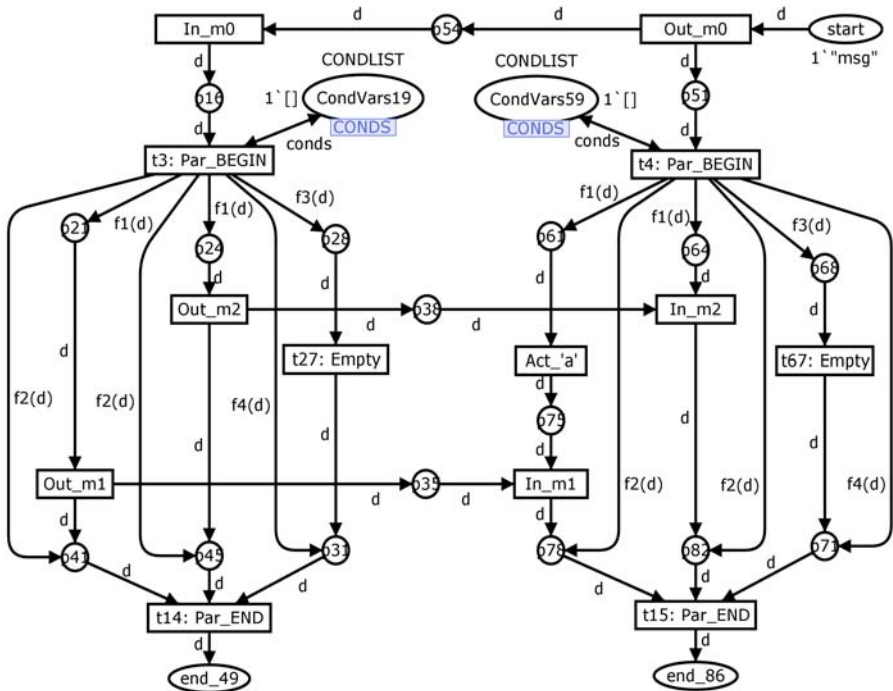 In_m0
d
p54
d
Out_m0
d
start
1`"msg"
d
d
CONDLIST
CONDLIST
p16
1`[]
CondVars19
CondVars59
1`[]
p51
d
CONDS
CONDS
d
conds
conds
t3: Par_BEGIN
t4: Par_BEGIN
f1(d)
f1(d)
f3(d)
f1(d)
f1(d)
f3(d)
p21
p24
p28
p61
p64
p68
d
d
d
d
d
Out_m2
d
p38
d
In_m2
d
t27: Empty
Act_'a'
t67: Empty
d
f2(d)
f2(d)
f4(d)
d
p75
d
d
d
d
d
d
Out_m1
d
p35
d
In_m1
f2(d)
f2(d)
f4(d)
d
d
p41
p45
p31
p78
p82
p71
d
d
d
d
d
d
t14: Par_END
t15: Par_END
d
d
end_49
end_86